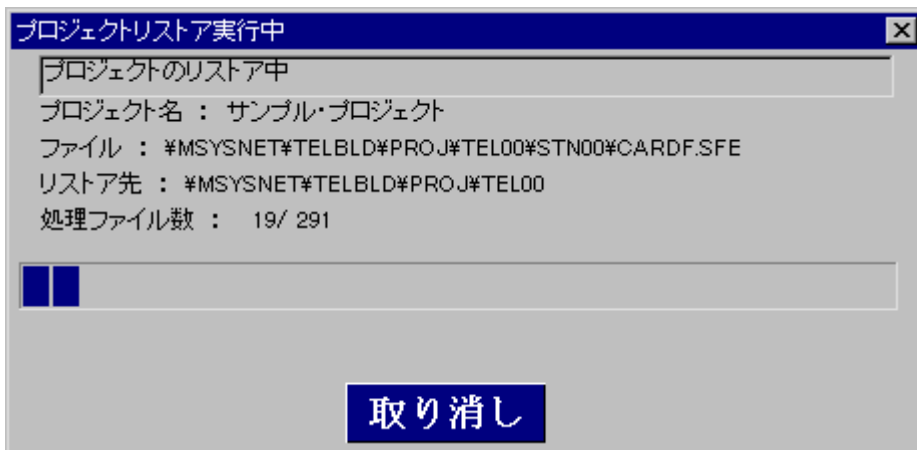 プロジェクトリストア実行中
プロジェクトのリストア中
プロジェクト名 : サンプル・プロジェクト
ファイル : ¥MSYSNET¥TELBLD¥PROJ¥TEL00¥STN00¥CARDF.SFE
リストア先 : ¥MSYSNET¥TELBLD¥PROJ¥TEL00
処理ファイル数 : 19/ 291
取り消し